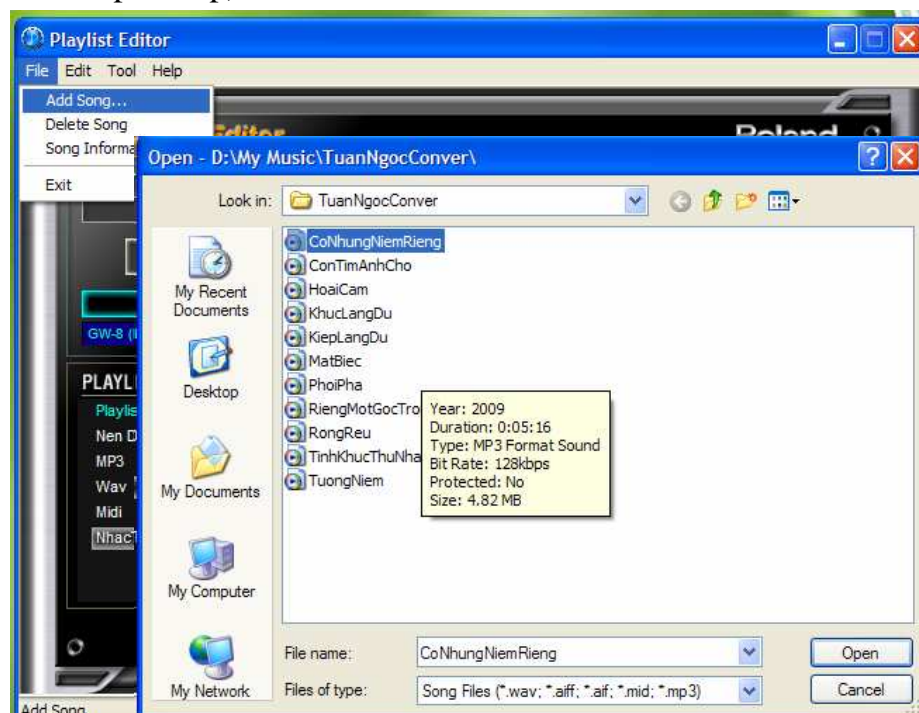 Playlist Editor
File Edit Tool Help
Add Song...
Delete Song
Song Informa
Exit
Editor
Roland
Open - D:\My Music\TuanNgocConver\
Look in: TuanNgocConver
My Recent Documents
Desktop
My Documents
My Computer
My Network
CoNhungNiemRieng
ConTimAnhCho
HoaiCam
KhucLangDu
KiepLangDu
MatBiec
PhoiPha
RiengMotGocTro
RongReu
TinhKhucThuNha
TuongNiem
Year: 2009
Duration: 0:05:16
Type: MP3 Format Sound
Bit Rate: 128kbps
Protected: No
Size: 4.82 MB
GW-8 (
PLAYL
Playlis
Nen D
MP3
Wav
Midi
NhacT
File name: CoNhungNiemRieng
Open
Files of type: Song Files (*.wav; *.aiff; *.aif; *.mid; *.mp3)
Cancel
Add Song